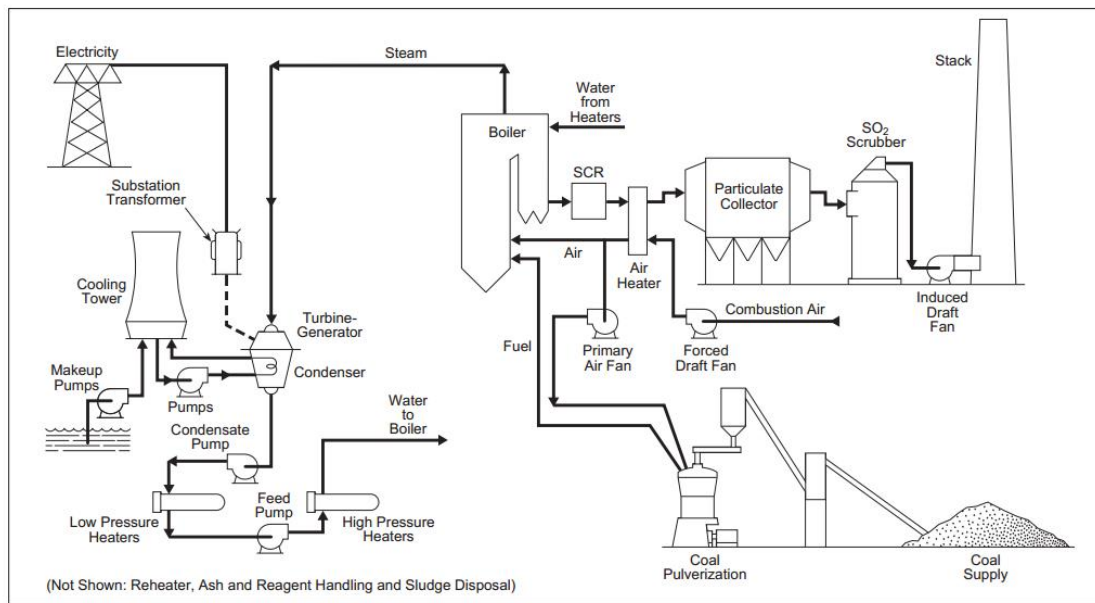 Electricity
Steam
Stack
Water
from
Heaters
Boiler
SO2
Scrubber
SCR
Particulate
Collector
Substation
Transformer
Air
Air
Heater
Cooling
Tower
Induced
Draft
Fan
Combustion Air
Turbine-
Generator
Fuel
Primary
Air Fan
Forced
Draft Fan
Condenser
Makeup
Pumps
Pumps
Water
to
Boiler
Condensate
Pump
Feed
Pump
Low Pressure
Heaters
High Pressure
Heaters
Coal
Pulverization
Coal
Supply
(Not Shown: Reheater, Ash and Reagent Handling and Sludge Disposal)